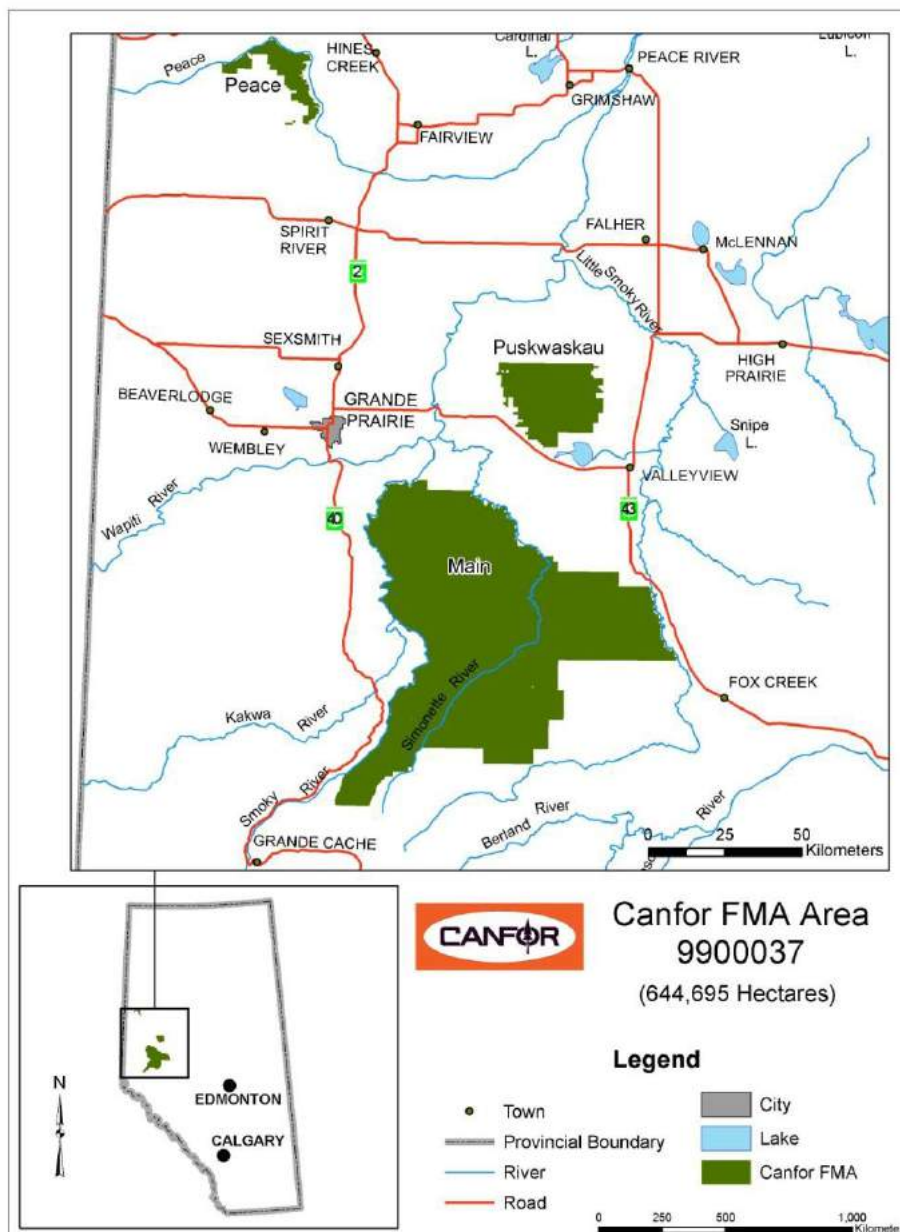 Cardinal
L.
Lubicon
L.
HINES
CREEK
PEACE RIVER
Peace
Peace
GRIMSHAW
FAIRVIEW
SPIRIT
RIVER
FALHER
McLENNAN
Little Smoky River
2
SEXSMITH
Puskwaskau
HIGH
PRAIRIE
BEAVERLODGE
GRANDE
PRAIRIE
WEMBLEY
Snipe
L.
VALLEYVIEW
Wapiti River
40
43
Main
FOX CREEK
Simonette River
Kakwa River
Smoky River
Berland River
River
GRANDE CACHE
0 25 50
Kilometers
CANFOR
Canfor FMA Area
9900037
(644,695 Hectares)
N
EDMONTON
CALGARY
Legend
Town
Provincial Boundary
River
Road
City
Lake
Canfor FMA
0 250 500 1,000
Kilometers